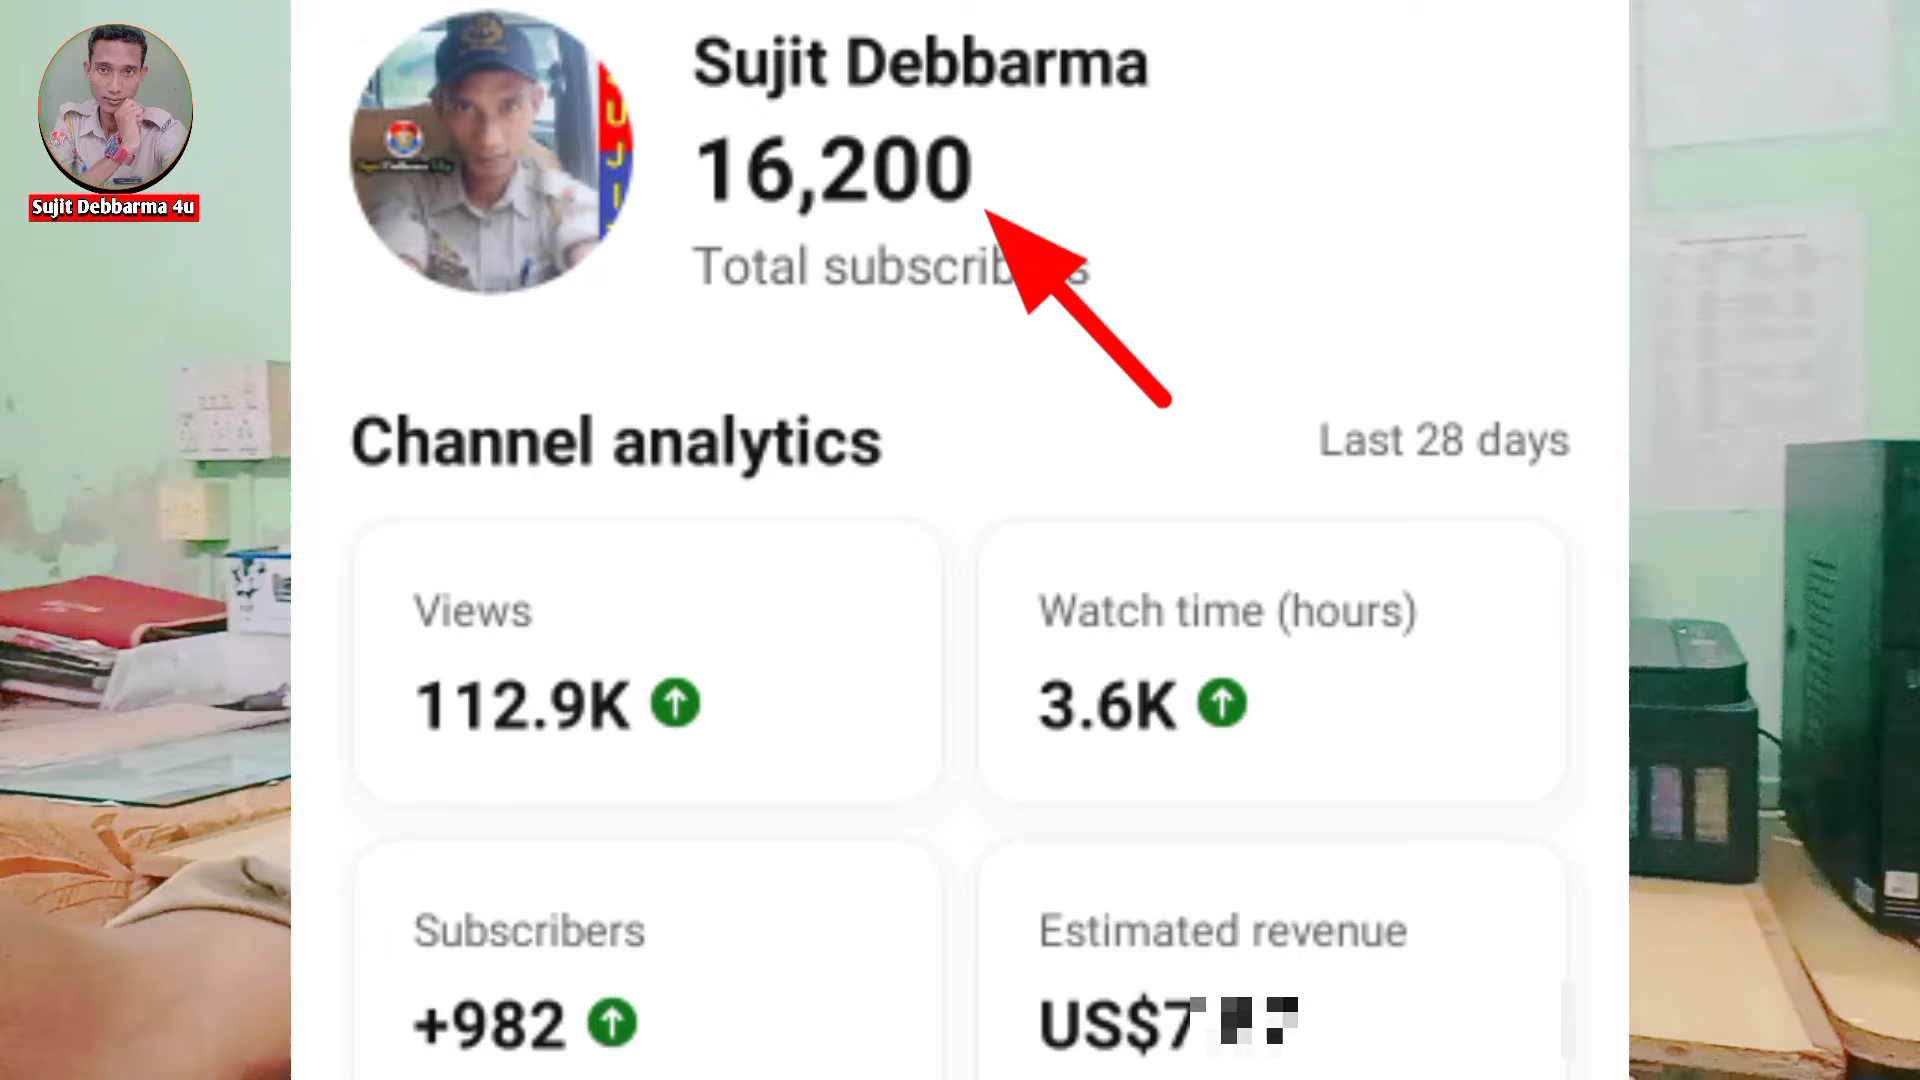 Sujit Debbarma 4u
Sujit Debbarma
16,200
Total subscribers
Channel analytics
Last 28 days
Views
112.9K
Watch time (hours)
3.6K
Subscribers
+982
Estimated revenue
US$7